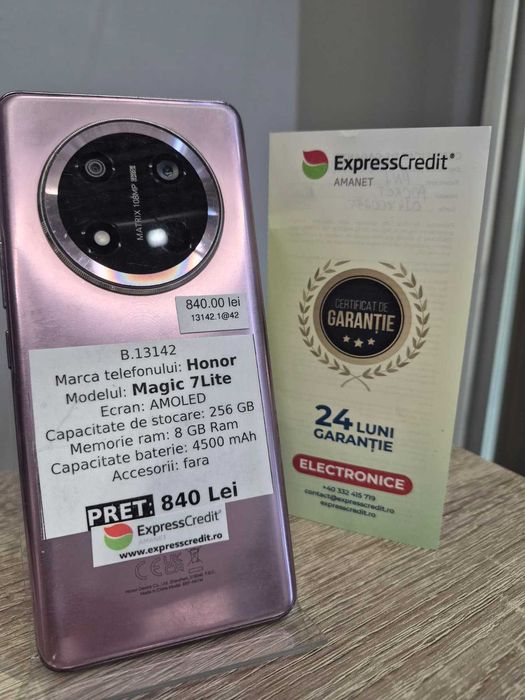 MATRIX 108MP
840.00 lei
13142.1@42
B.13142
Marca telefonului: Honor
Modelul: Magic 7Lite
Ecran: AMOLED
Capacitate de stocare: 256 GB
Memorie ram: 8 GB Ram
Capacitate baterie: 4500 mAh
Accesorii: fara
PRET: 840 Lei
ExpressCredit®
AMANET
www.expresscredit.ro
CE
ExpressCredit®
AMANET
CERTIFICAT DE
GARANȚIE
24 LUNI
GARANȚIE
ELECTRONICE
+40 332 415 719
contact@expresscredit.ro
expresscredit.ro